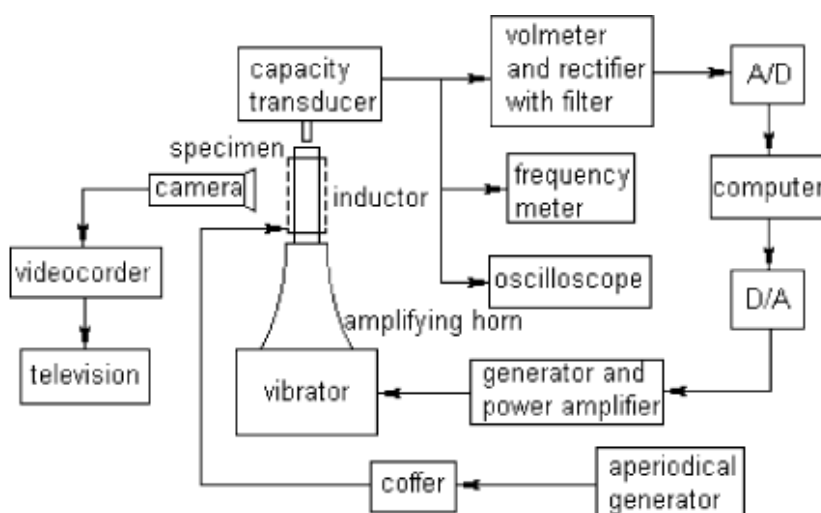 capacity
transducer
volmeter
and rectifier
with filter
A/D
specimen
camera
inductor
frequency
meter
computer
videocorder
oscilloscope
D/A
amplifying horn
television
vibrator
generator and
power amplifier
coffer
aperiodical
generator